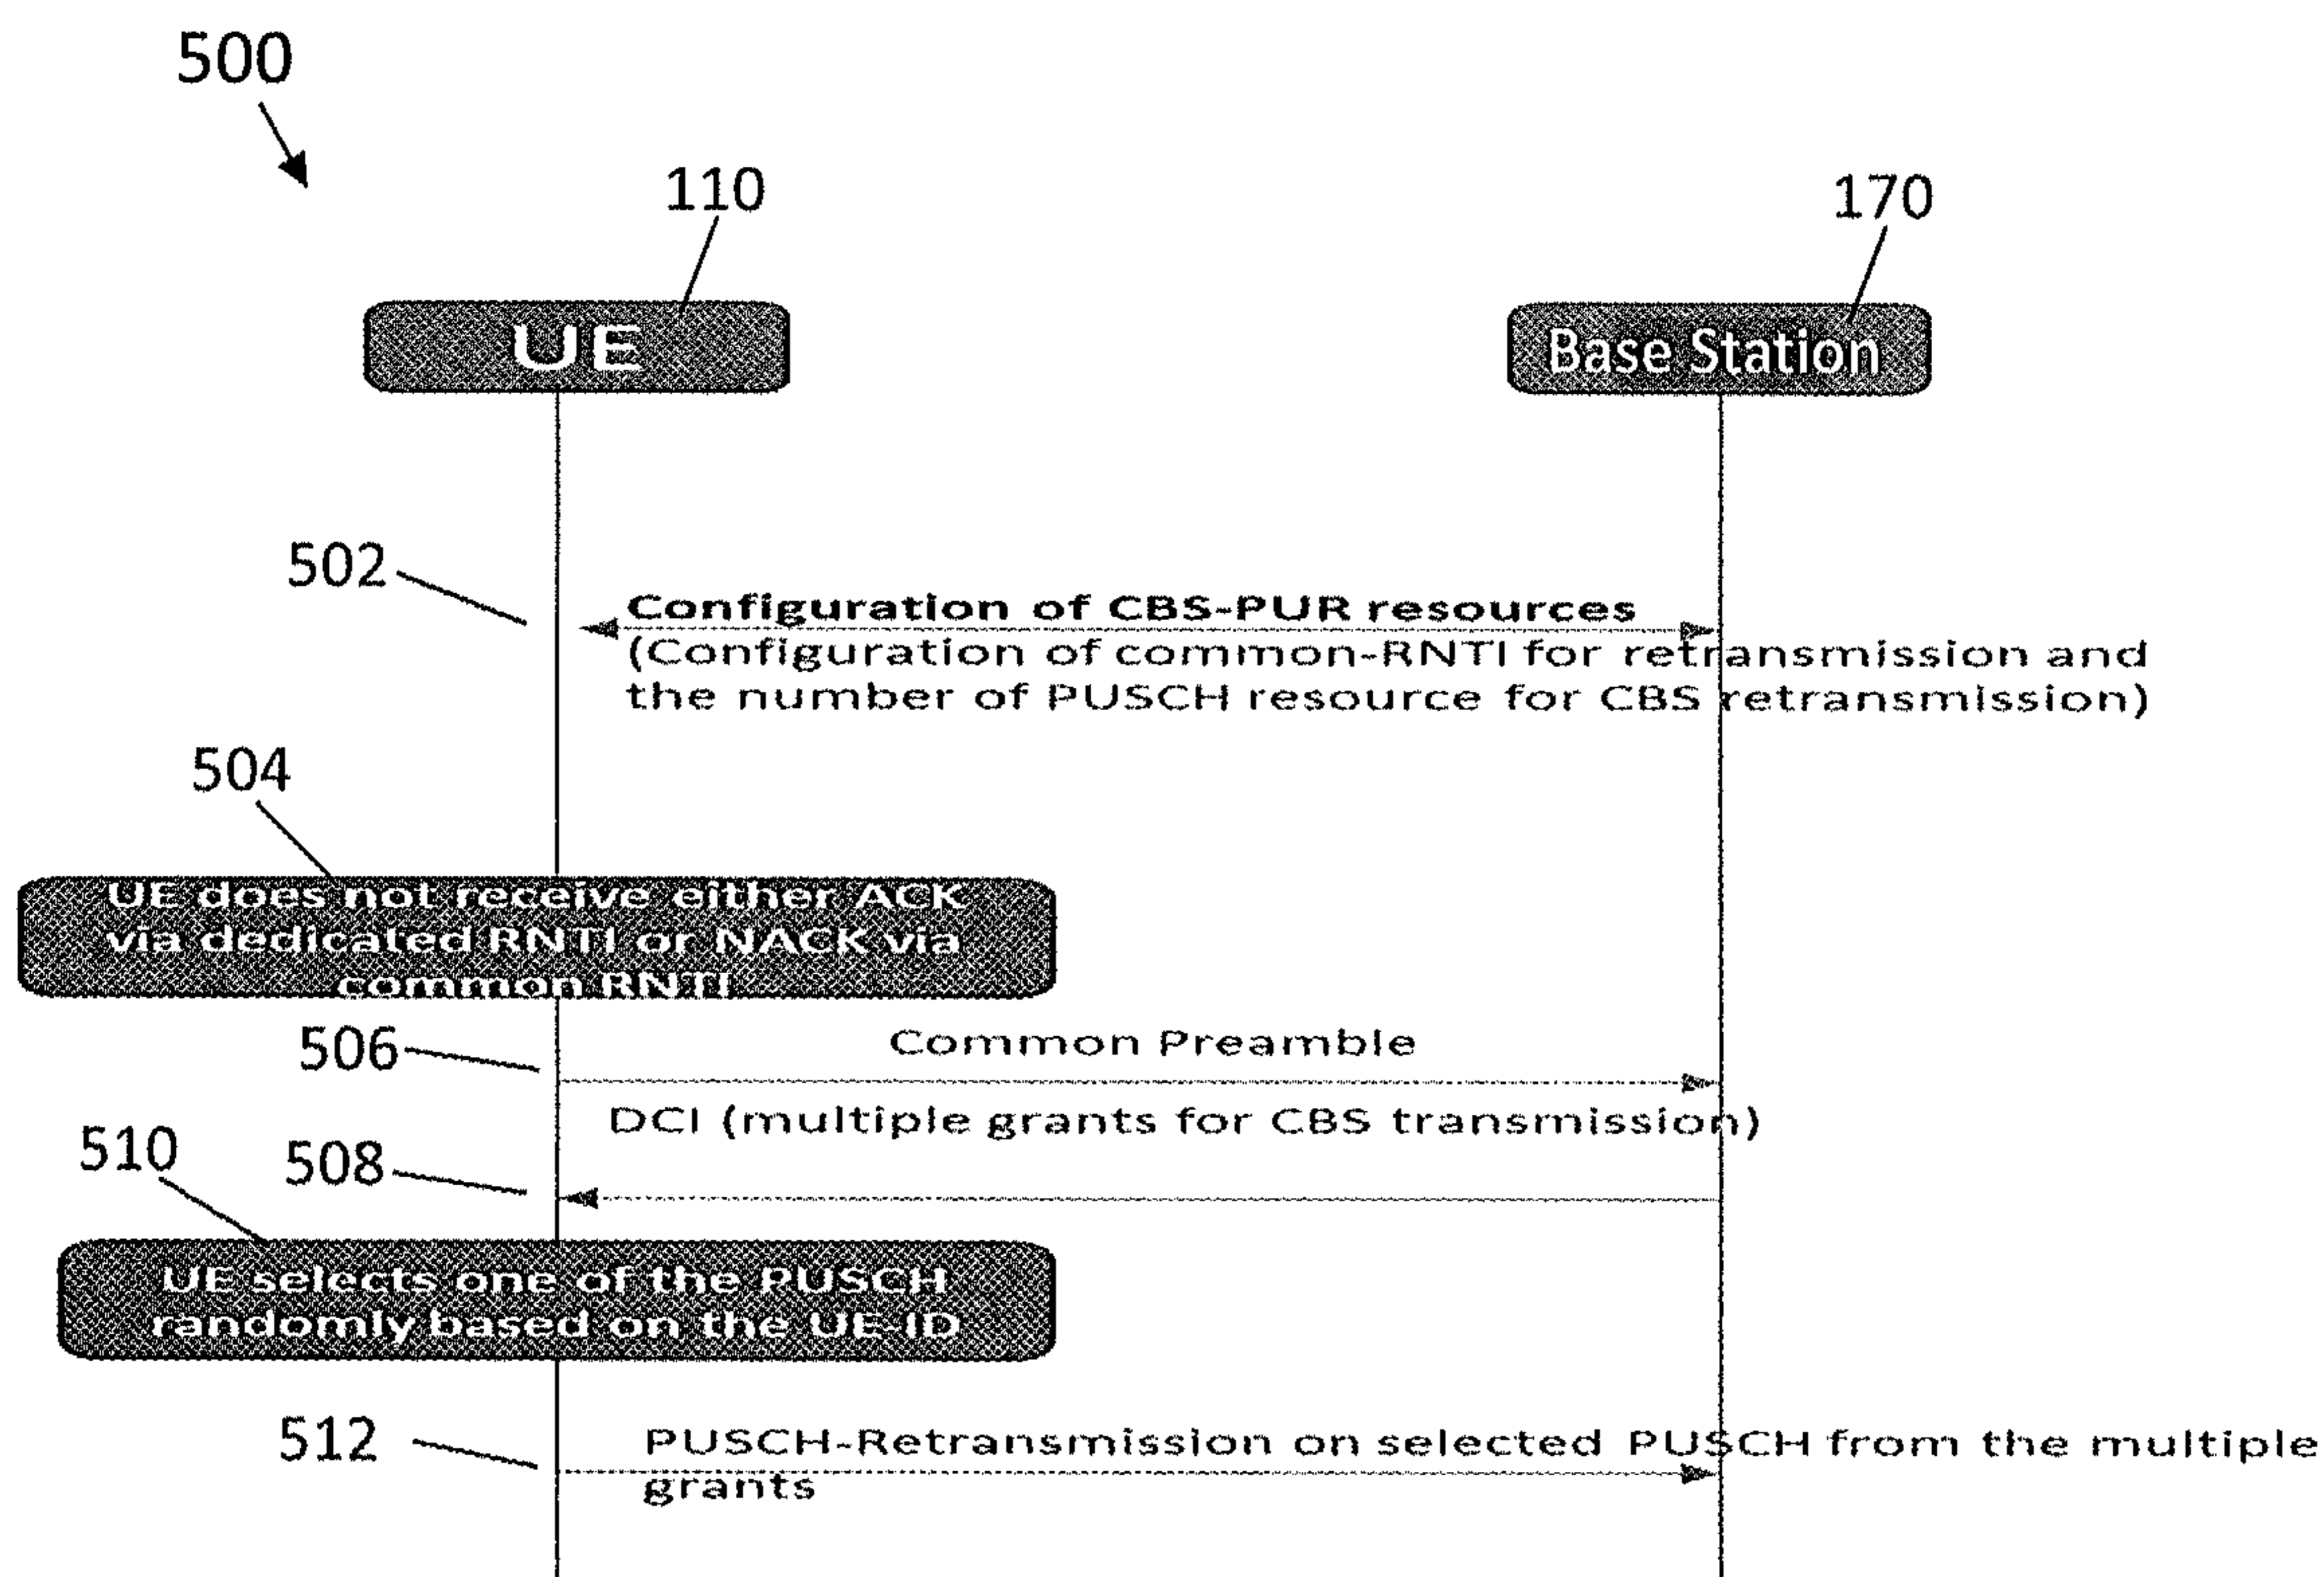 500
110
170
UE
Base Station
502
Configuration of CBS-PUR resources
(Configuration of common-RNTI for retransmission and
the number of PUSCH resource for CBS retransmission)
504
UE does not receive either ACK
via dedicated RNTI or NACK via
common RNTI
506
Common Preamble
DCI (multiple grants for CBS transmission)
510
508
UE selects one of the PUSCH
randomly based on the UE-ID
512
PUSCH-Retransmission on selected PUSCH from the multiple
grants